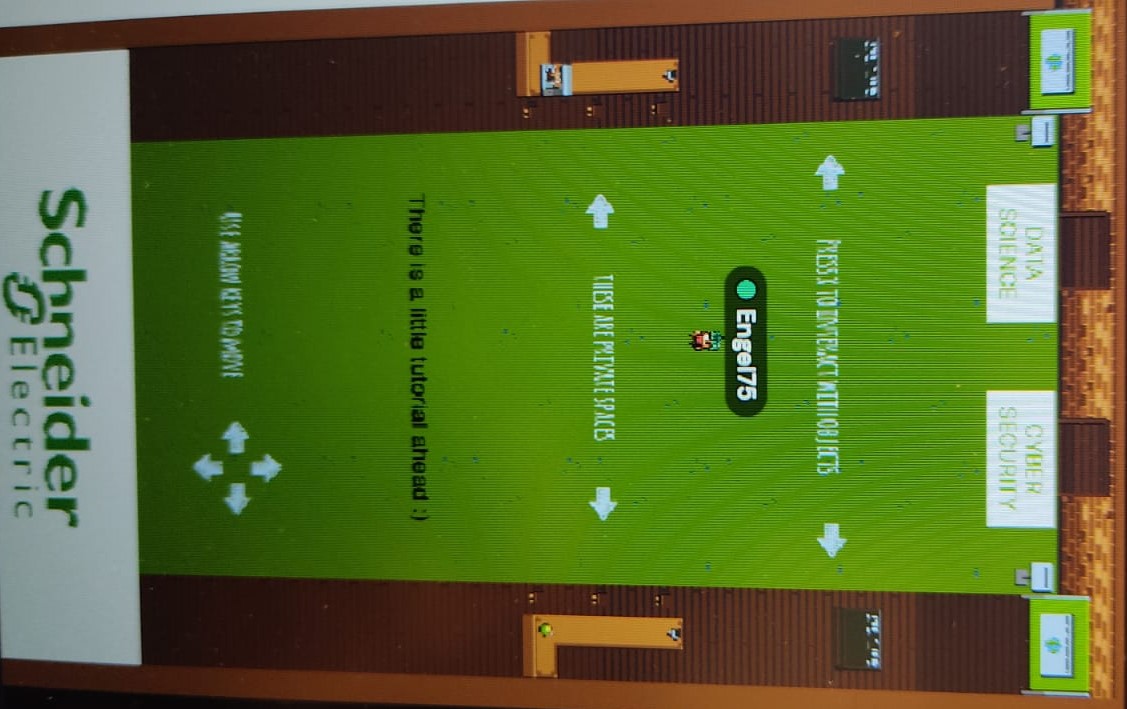 DATA
SCIENCE
CYBER
SECURITY
PRESS X TO INTERACT WITH OBJECTS
Engel75
THESE ARE PRIVATE SPACES
There is a little tutorial ahead :)
USE ARROW KEYS TO MOVE
Schneider
Electric